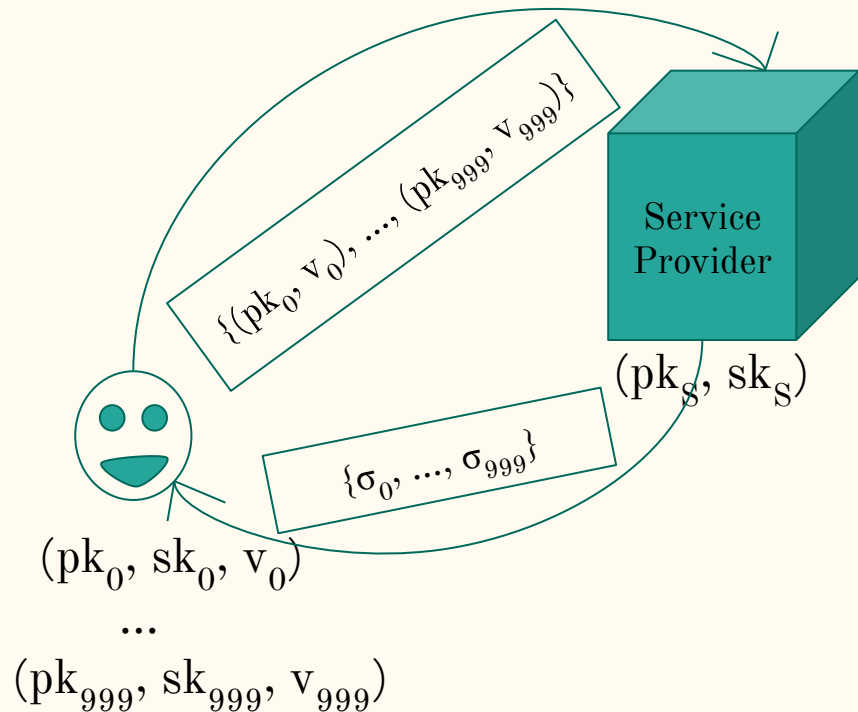 {(pk₀, v₀), ..., (pk₉₉₉, v₉₉₉)}
Service
Provider
(pkₛ, skₛ)
{σ₀, ..., σ₉₉₉}
(pk₀, sk₀, v₀)
...
(pk₉₉₉, sk₉₉₉, v₉₉₉)